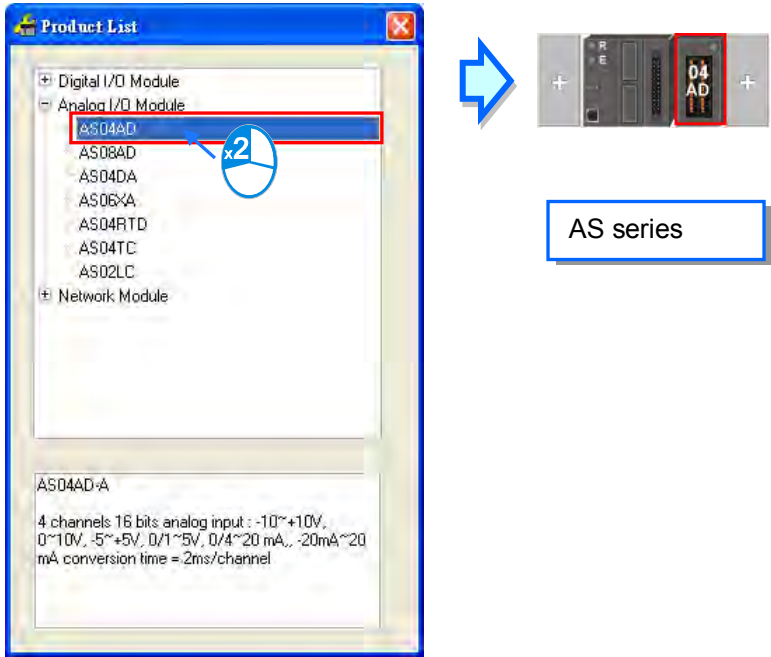 Product List
Digital I/O Module
Analog I/O Module
AS04AD
x2
AS08AD
AS04DA
AS06XA
AS04RTD
AS04TC
AS02LC
Network Module
AS04AD-A
4 channels 16 bits analog input : -10~+10V,
0~10V, -5~+5V, 0/1~5V, 0/4~20 mA,, -20mA~20
mA conversion time = 2ms/channel
R
E
04
AD
AS series